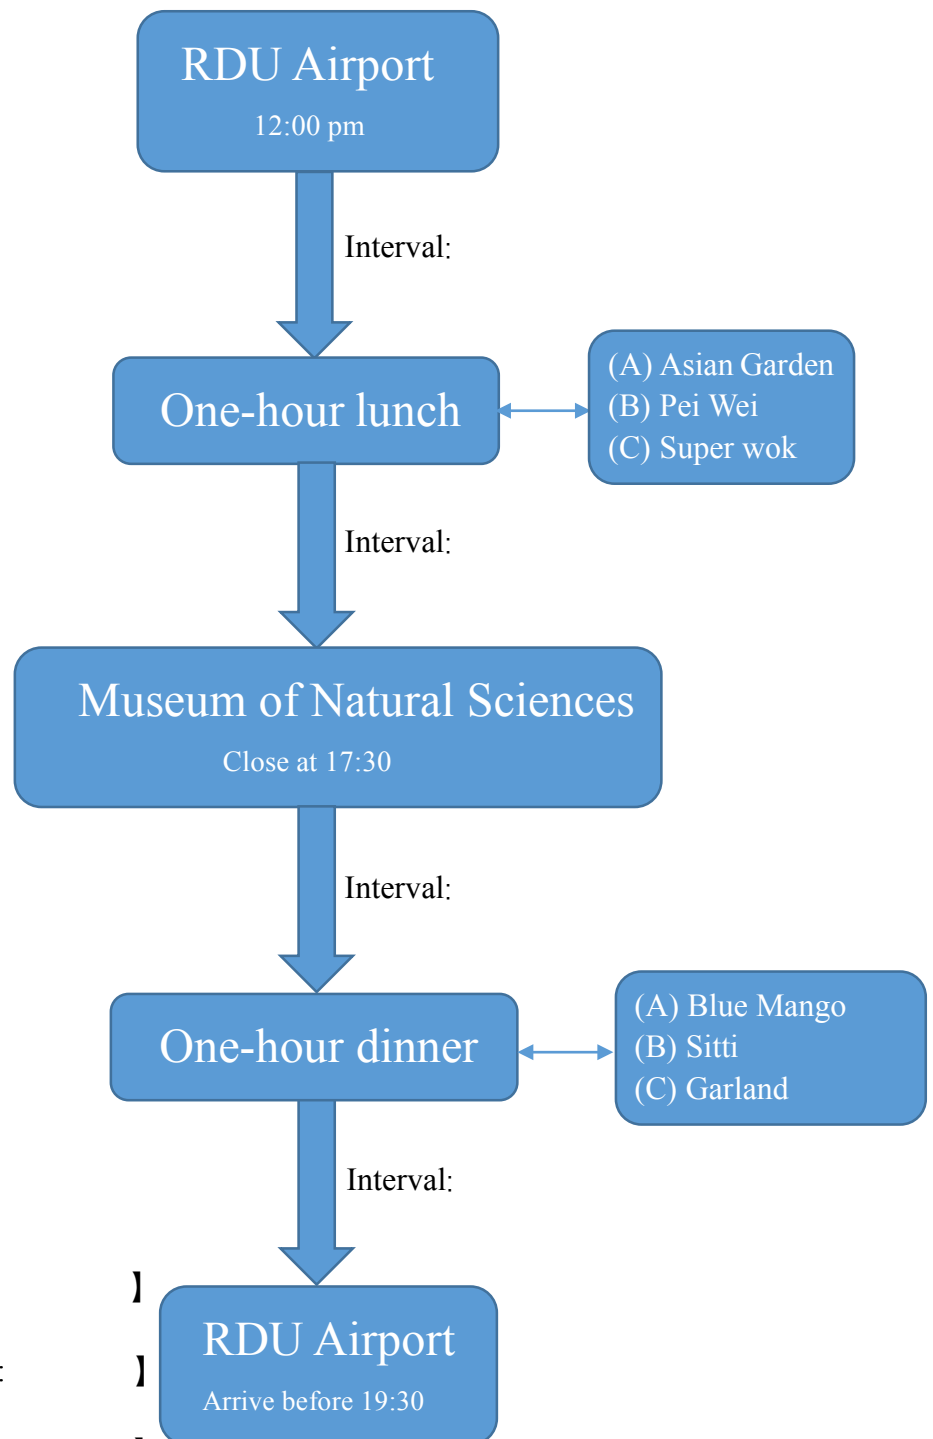 RDU Airport
12:00 pm
Interval:
One-hour lunch
(A) Asian Garden
(B) Pei Wei
(C) Super wok
Interval:
Museum of Natural Sciences
Close at 17:30
Interval:
One-hour dinner
(A) Blue Mango
(B) Sitti
(C) Garland
Interval:
】
RDU Airport
: 】
Arrive before 19:30